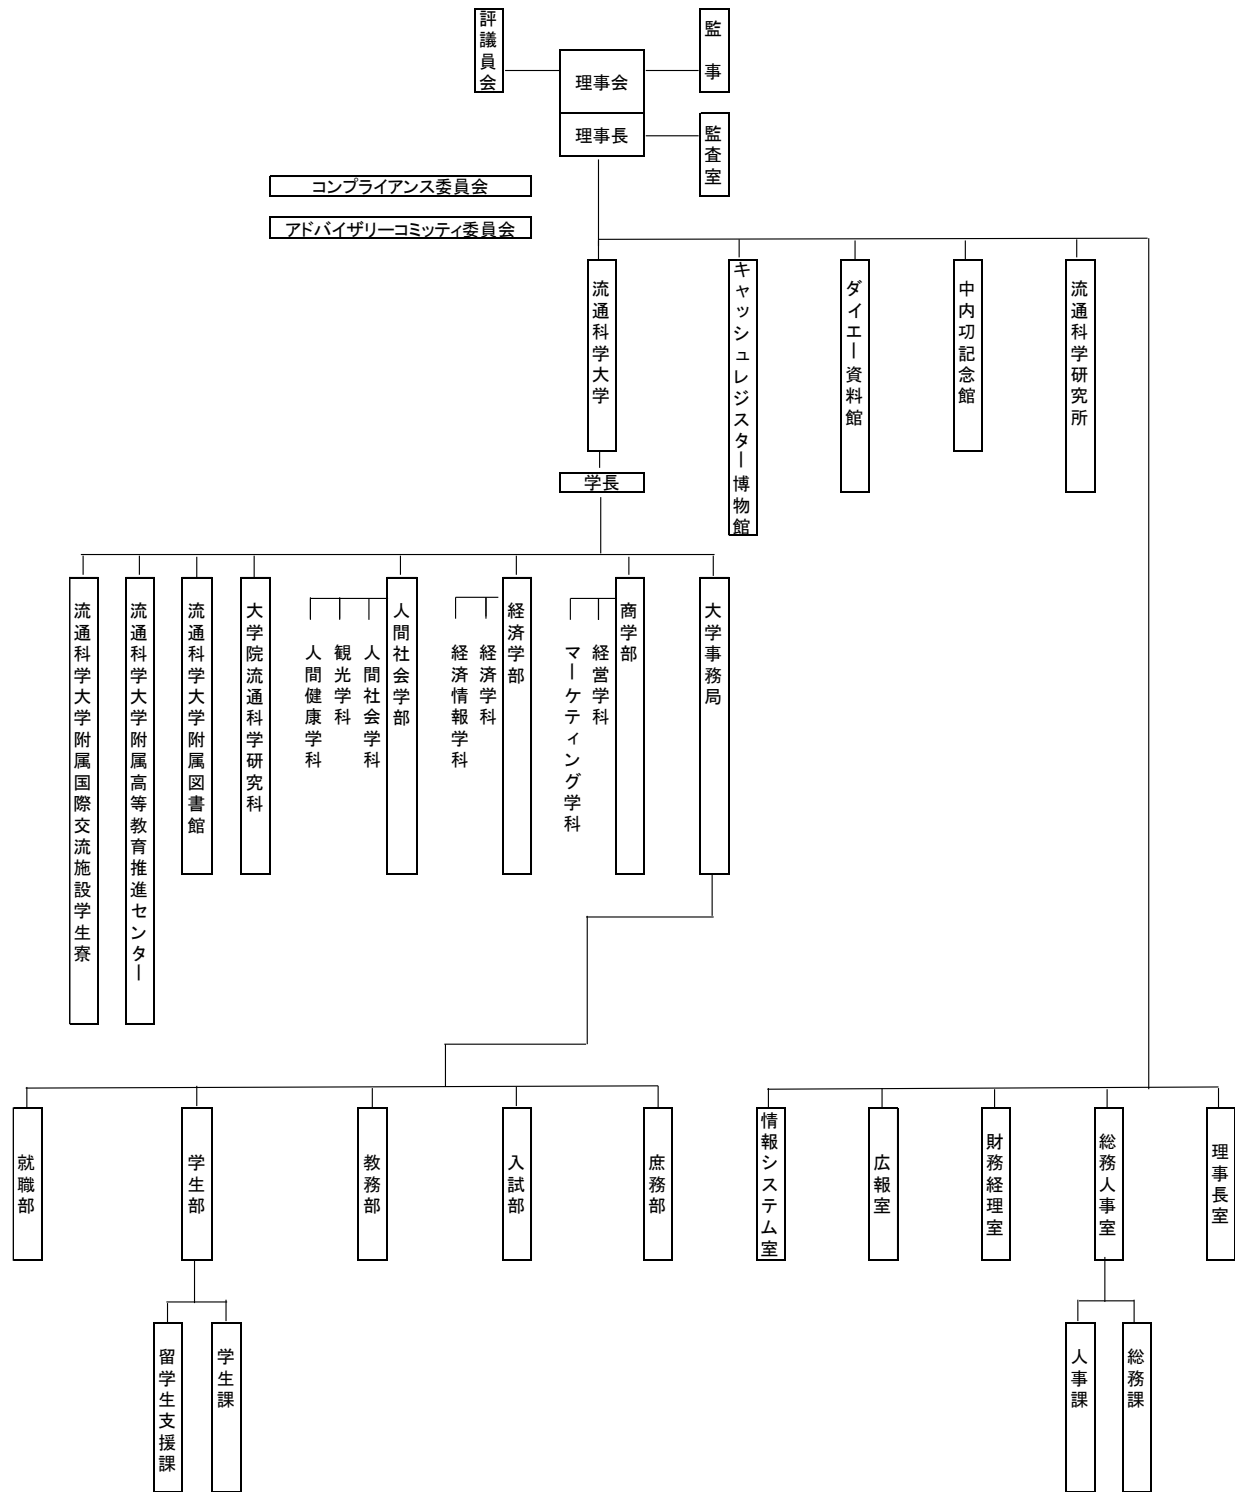 評議員会
監事
理事会
理事長
監査室
コンプライアンス委員会
アドバイザリーコミッティ委員会
流通科学大学
キャッシュレジスター博物館
ダイエー資料館
中内功記念館
流通科学研究所
学長
流通科学大学附属国際交流施設学生寮
流通科学大学附属高等教育推進センター
流通科学大学附属図書館
大学院流通科学研究科
人間健康学科
観光学科
人間社会学科
人間社会学部
経済情報学科
経済学科
経済学部
マーケティング学科
経営学科
商学部
大学事務局
就職部
学生部
教務部
入試部
庶務部
情報システム室
広報室
財務経理室
総務人事室
理事長室
留学生支援課
学生課
人事課
総務課